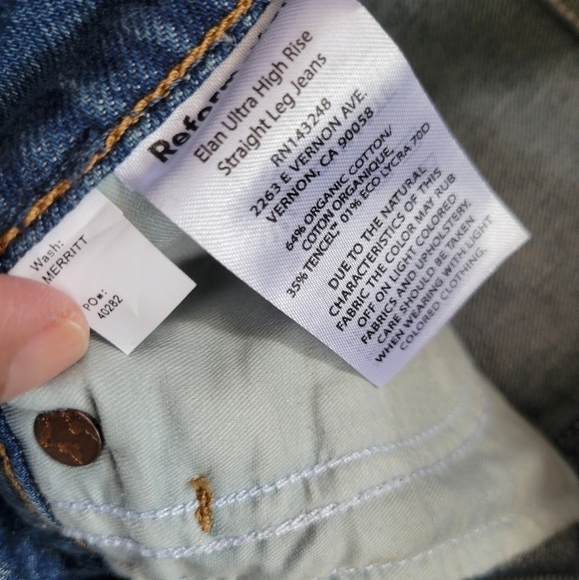 Elan Ultra High Rise
Straight Leg Jeans
RN143248
2263 E VERNON AVE.
VERNON, CA 90058
64% ORGANIC COTTON/
COTON ORGANIQUE,
35% TENCEL™ 01% ECO LYCRA 79D
DUE TO THE NATURAL
CHARACTERISTICS OF THIS
FABRIC THE COLOR MAY RUB
OFF ON LIGHT COLORED
FABRICS AND UPHOLSTERY.
CARE SHOULD BE TAKEN
WHEN WEARING WITH LIGHT
COLORED CLOTHING.
Wash:
MERRITT
PO#:
40282